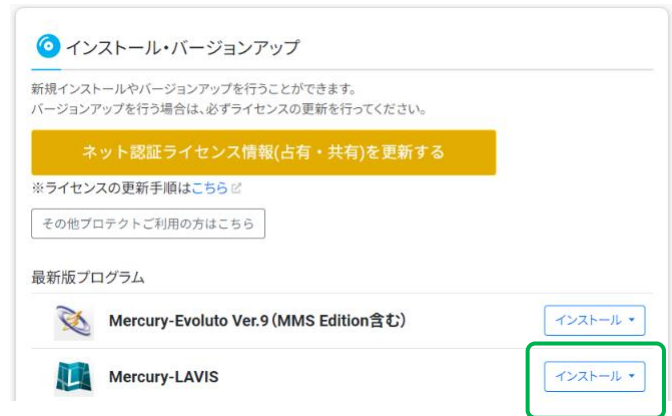 インストール・バージョンアップ
新規インストールやバージョンアップを行うことができます。
バージョンアップを行う場合は、必ずライセンスの更新を行ってください。
ネット認証ライセンス情報(占有・共有)を更新する
※ライセンスの更新手順はこちら
その他プロテクトご利用の方はこちら
最新版プログラム
Mercury-Evoluto Ver.9（MMS Edition含む） インストール
Mercury-LAVIS インストール